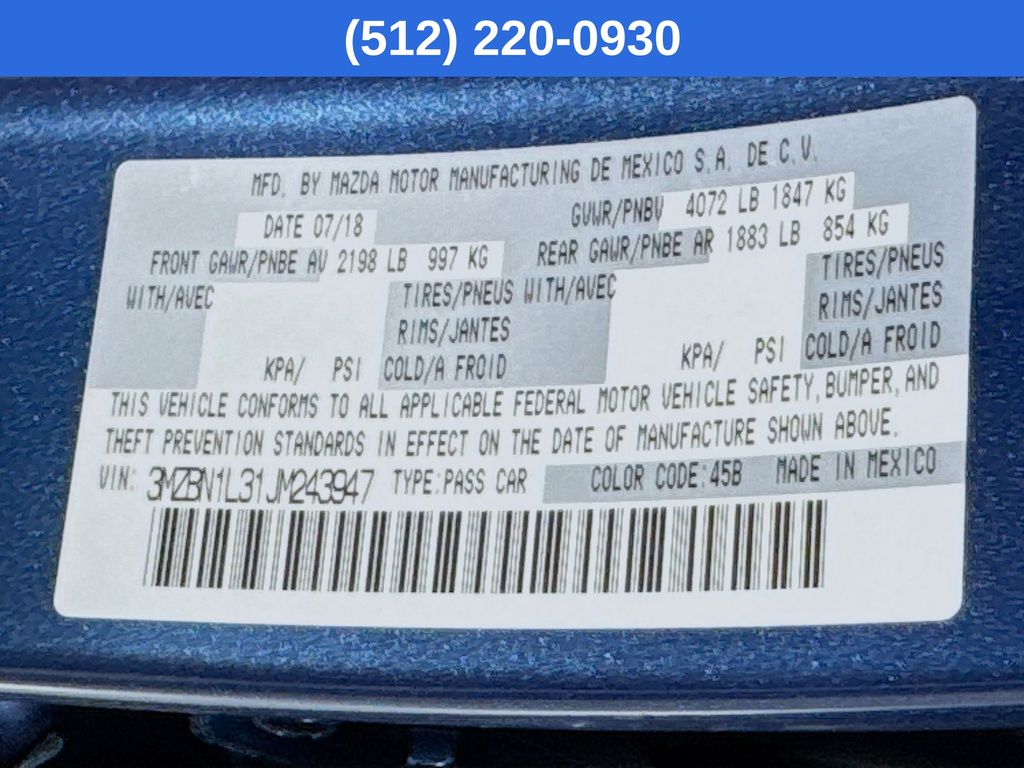 (512) 220-0930
MFD. BY MAZDA MOTOR MANUFACTURING DE MEXICO S.A. DE C.V.
DATE 07/18 GVWR/PNBV 4072 LB 1847 KG
FRONT GAWR/PNBE AV 2198 LB 997 KG REAR GAWR/PNBE AR 1883 LB 854 KG
WITH/AVEC TIRES/PNEUS WITH/AVEC TIRES/PNEUS
RIMS/JANTES RIMS/JANTES
KPA/ PSI COLD/A FROID KPA/ PSI COLD/A FROID
THIS VEHICLE CONFORMS TO ALL APPLICABLE FEDERAL MOTOR VEHICLE SAFETY, BUMPER, AND
THEFT PREVENTION STANDARDS IN EFFECT ON THE DATE OF MANUFACTURE SHOWN ABOVE.
VIN: 3MZBN1L31JM243947 TYPE:PASS CAR COLOR CODE:45B MADE IN MEXICO